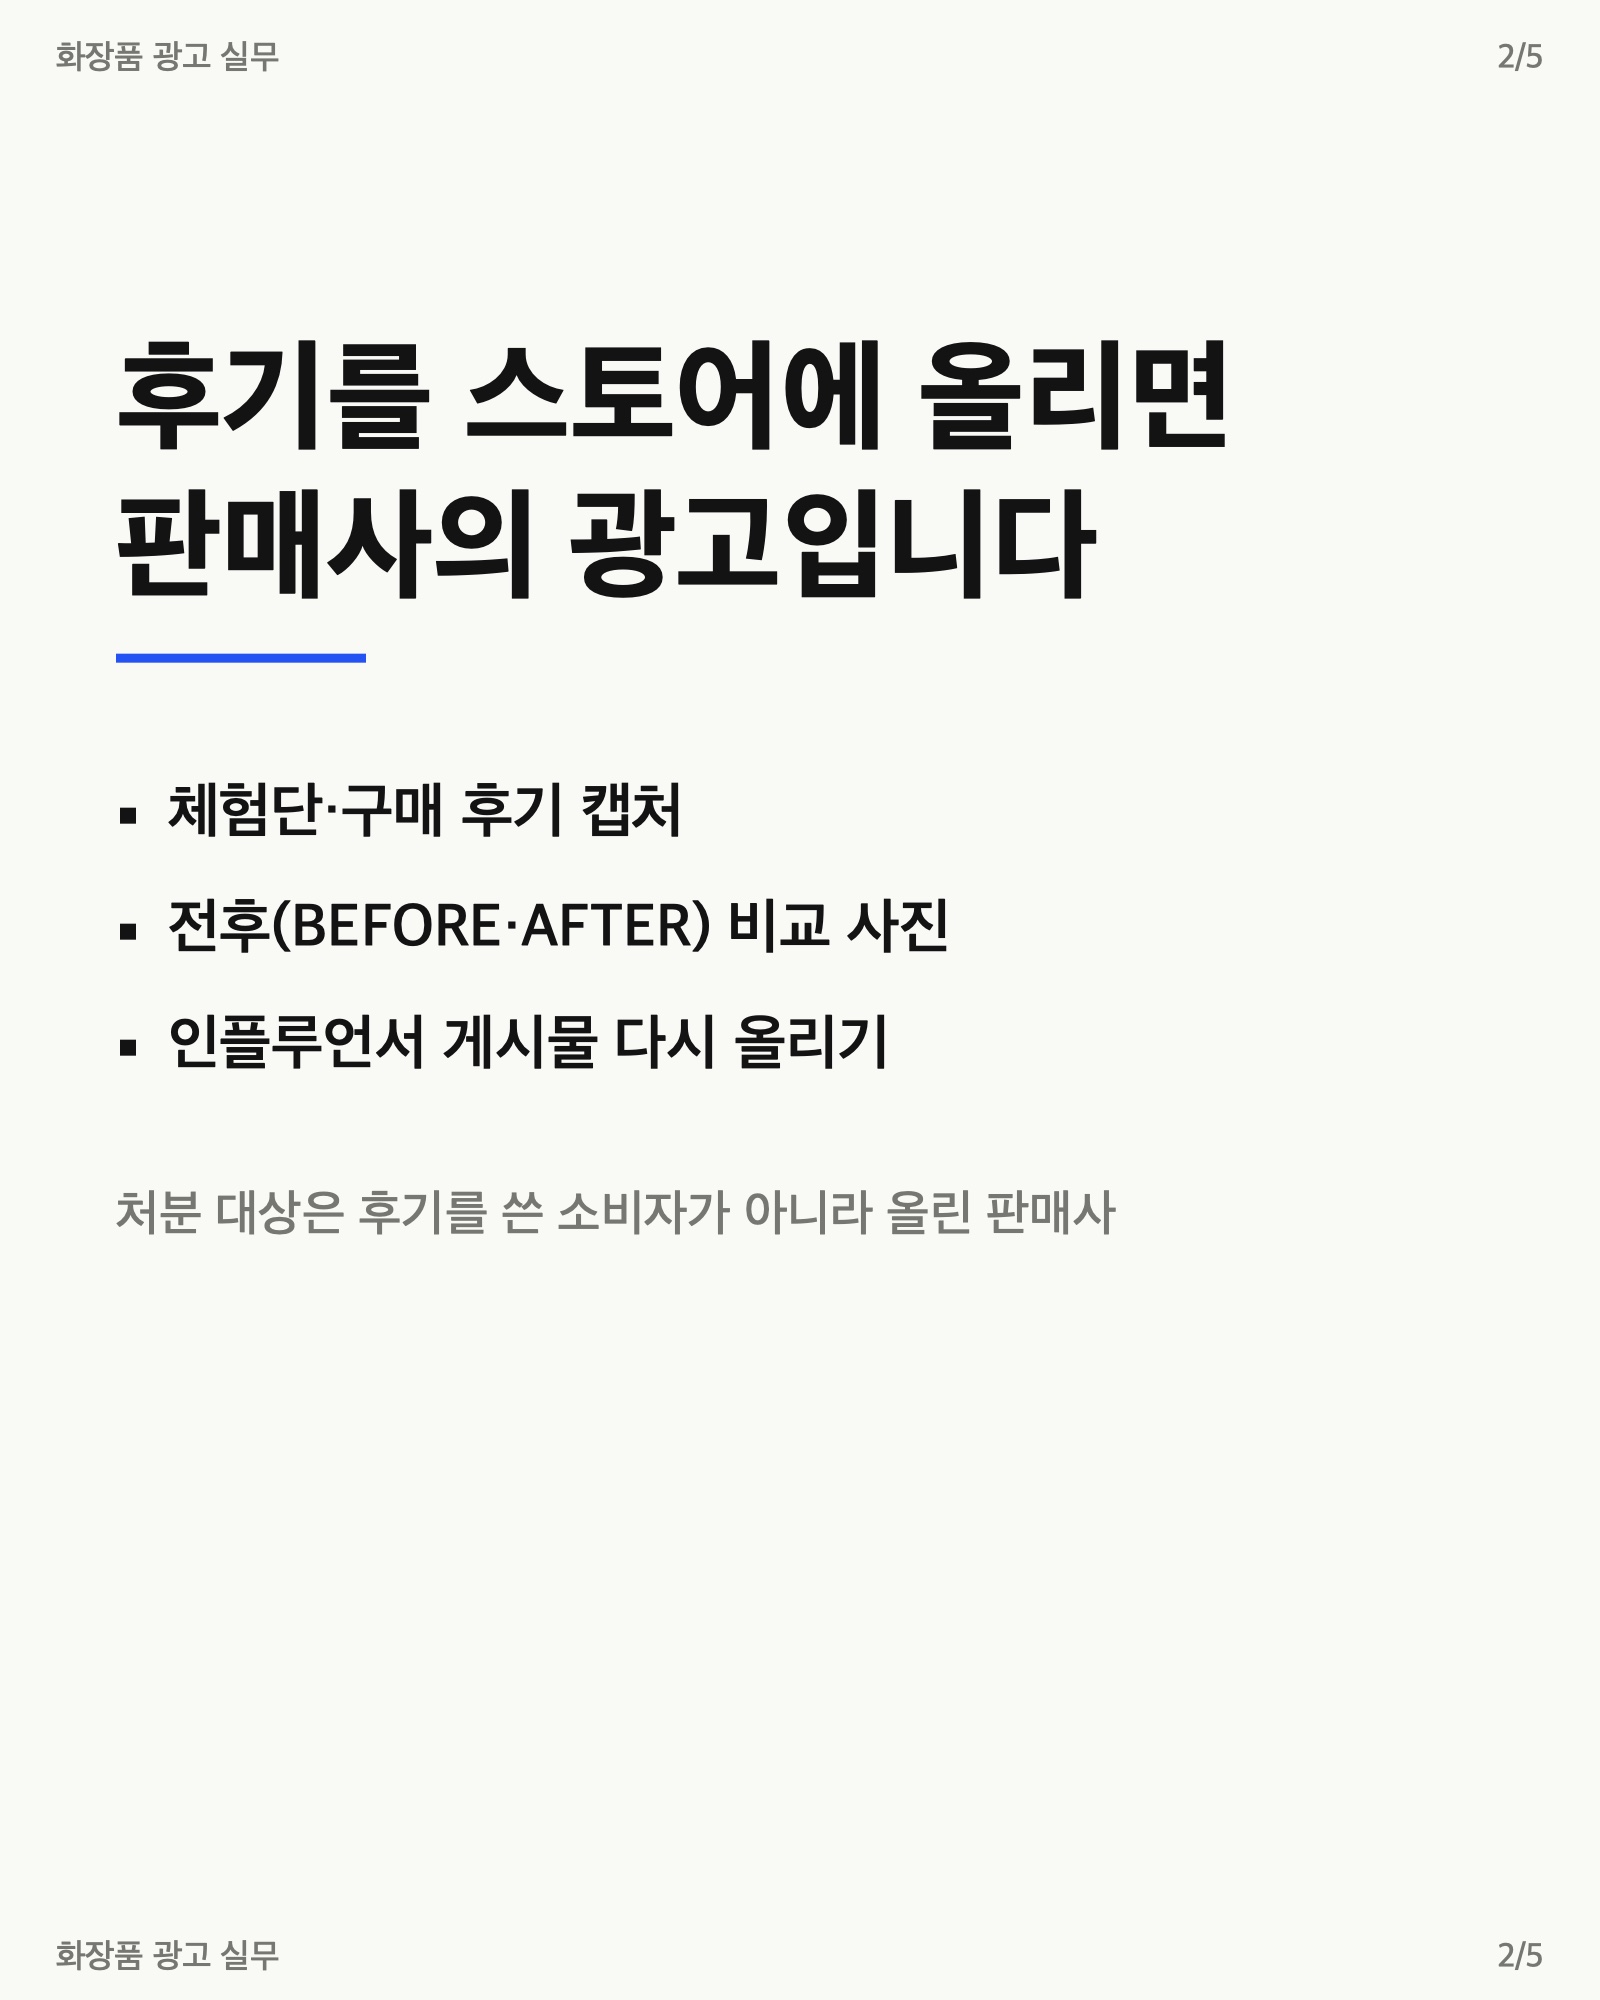 화장품 광고 실무
2/5
후기를 스토어에 올리면
판매사의 광고입니다
▪ 체험단·구매 후기 캡처
▪ 전후(BEFORE·AFTER) 비교 사진
▪ 인플루언서 게시물 다시 올리기
처분 대상은 후기를 쓴 소비자가 아니라 올린 판매사
화장품 광고 실무
2/5